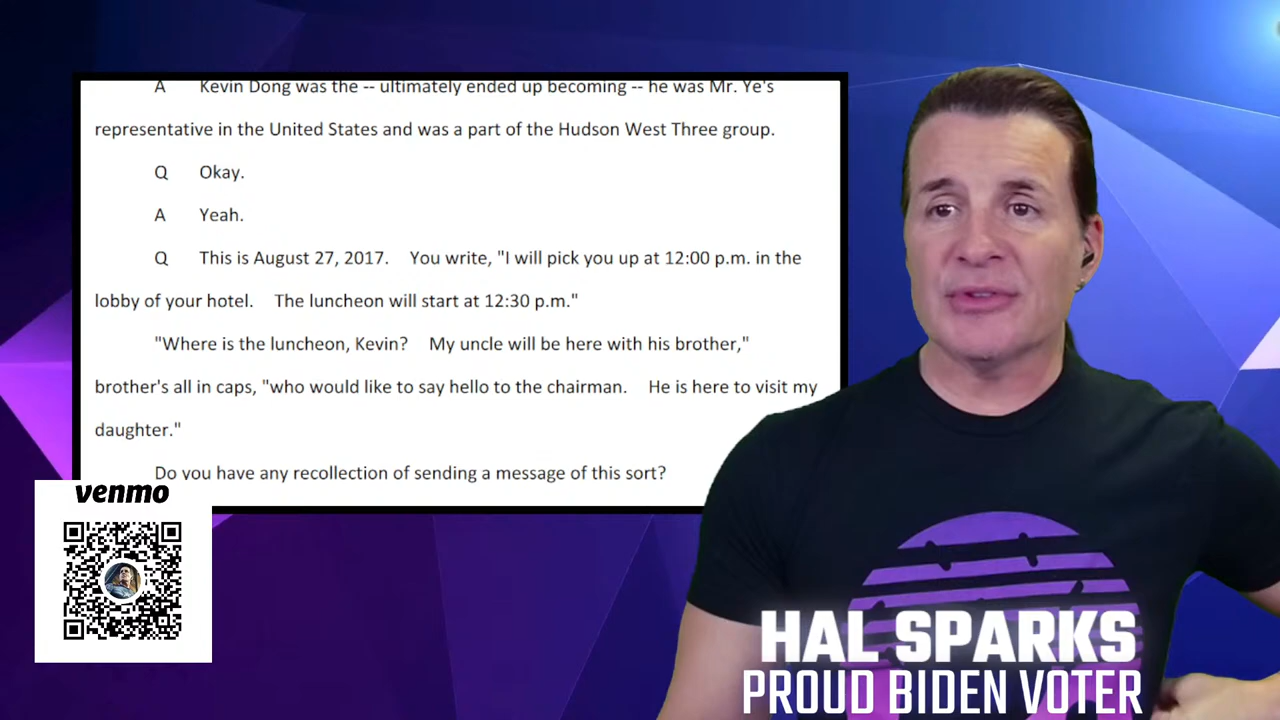 A Kevin Dong was the -- ultimately ended up becoming -- he was Mr. Ye's
representative in the United States and was a part of the Hudson West Three group.
Q Okay.
A Yeah.
Q This is August 27, 2017. You write, "I will pick you up at 12:00 p.m. in the
lobby of your hotel. The luncheon will start at 12:30 p.m."
"Where is the luncheon, Kevin? My uncle will be here with his brother,"
brother's all in caps, "who would like to say hello to the chairman. He is here to visit my
daughter."
Do you have any recollection of sending a message of this sort?
venmo
HAL SPARKS
PROUD BIDEN VOTER